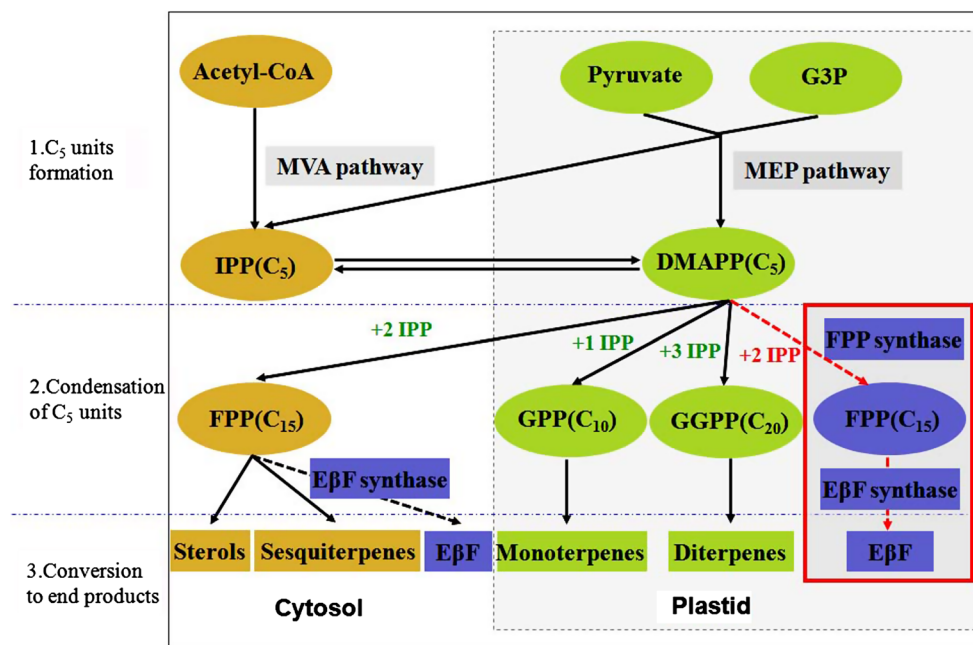 Acetyl-CoA
Pyruvate
G3P
1.C₅ units
formation
MVA pathway
MEP pathway
IPP(C₅)
DMAPP(C₅)
+2 IPP
+1 IPP
+3 IPP
+2 IPP
FPP synthase
2.Condensation
of C₅ units
FPP(C₁₅)
GPP(C₁₀)
GGPP(C₂₀)
FPP(C₁₅)
EβF synthase
EβF synthase
Sterols
Sesquiterpenes
EβF
Monoterpenes
Diterpenes
EβF
3.Conversion
to end products
Cytosol
Plastid